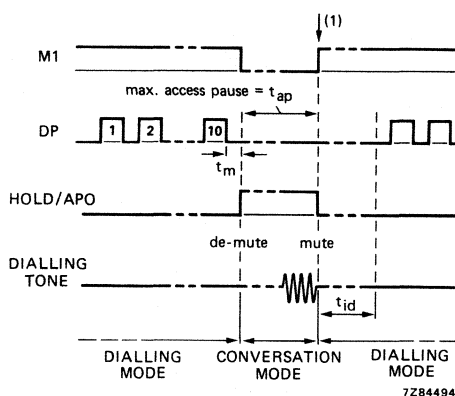 (1)
M1
max. access pause = tap
DP
1 2 10
tm
HOLD/APO
de-mute mute
DIALLING
TONE
tid
DIALLING
MODE
CONVERSATION
MODE
DIALLING
MODE
7Z84494